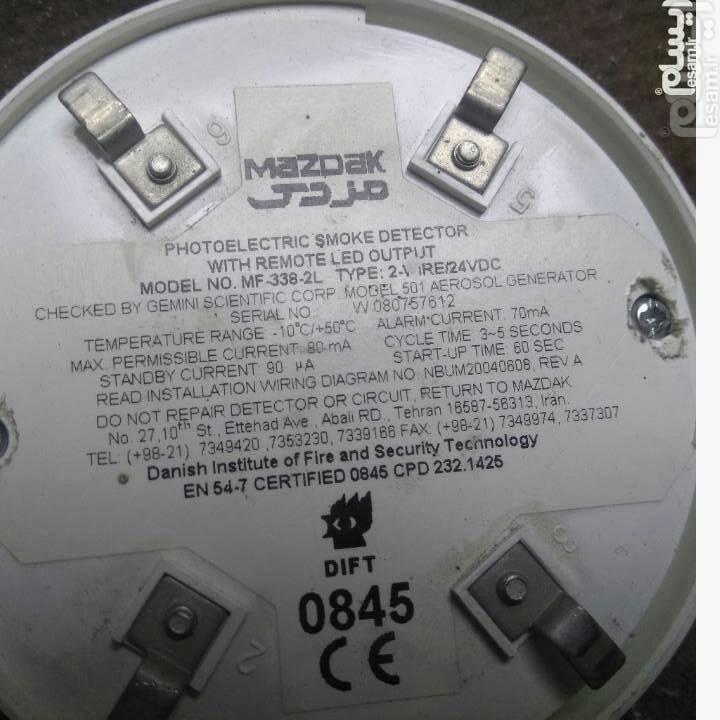 ایسام
esam.ir
6
5
MAZDAK
مزدک
PHOTOELECTRIC SMOKE DETECTOR
WITH REMOTE LED OUTPUT
MODEL NO. MF-338-2L TYPE: 2-WIRE/24VDC
CHECKED BY GEMINI SCIENTIFIC CORP. MODEL 501 AEROSOL GENERATOR
SERIAL NO W 080757612
TEMPERATURE RANGE -10°C/+50°C ALARM CURRENT: 70mA
MAX. PERMISSIBLE CURRENT: 80 mA CYCLE TIME: 3~5 SECONDS
STANDBY CURRENT: 90 µA START-UP TIME: 60 SEC
READ INSTALLATION WIRING DIAGRAM NO: NBUM20040608, REV A
DO NOT REPAIR DETECTOR OR CIRCUIT, RETURN TO MAZDAK
No. 27,10th St., Ettehad Ave., Abali RD., Tehran 16587-56313, Iran.
TEL: (+98-21) 7349420 ,7353230, 7339166 FAX: (+98-21) 7349974, 7337307
Danish Institute of Fire and Security Technology
EN 54-7 CERTIFIED 0845 CPD 232.1425
DIFT
0845
CE
2